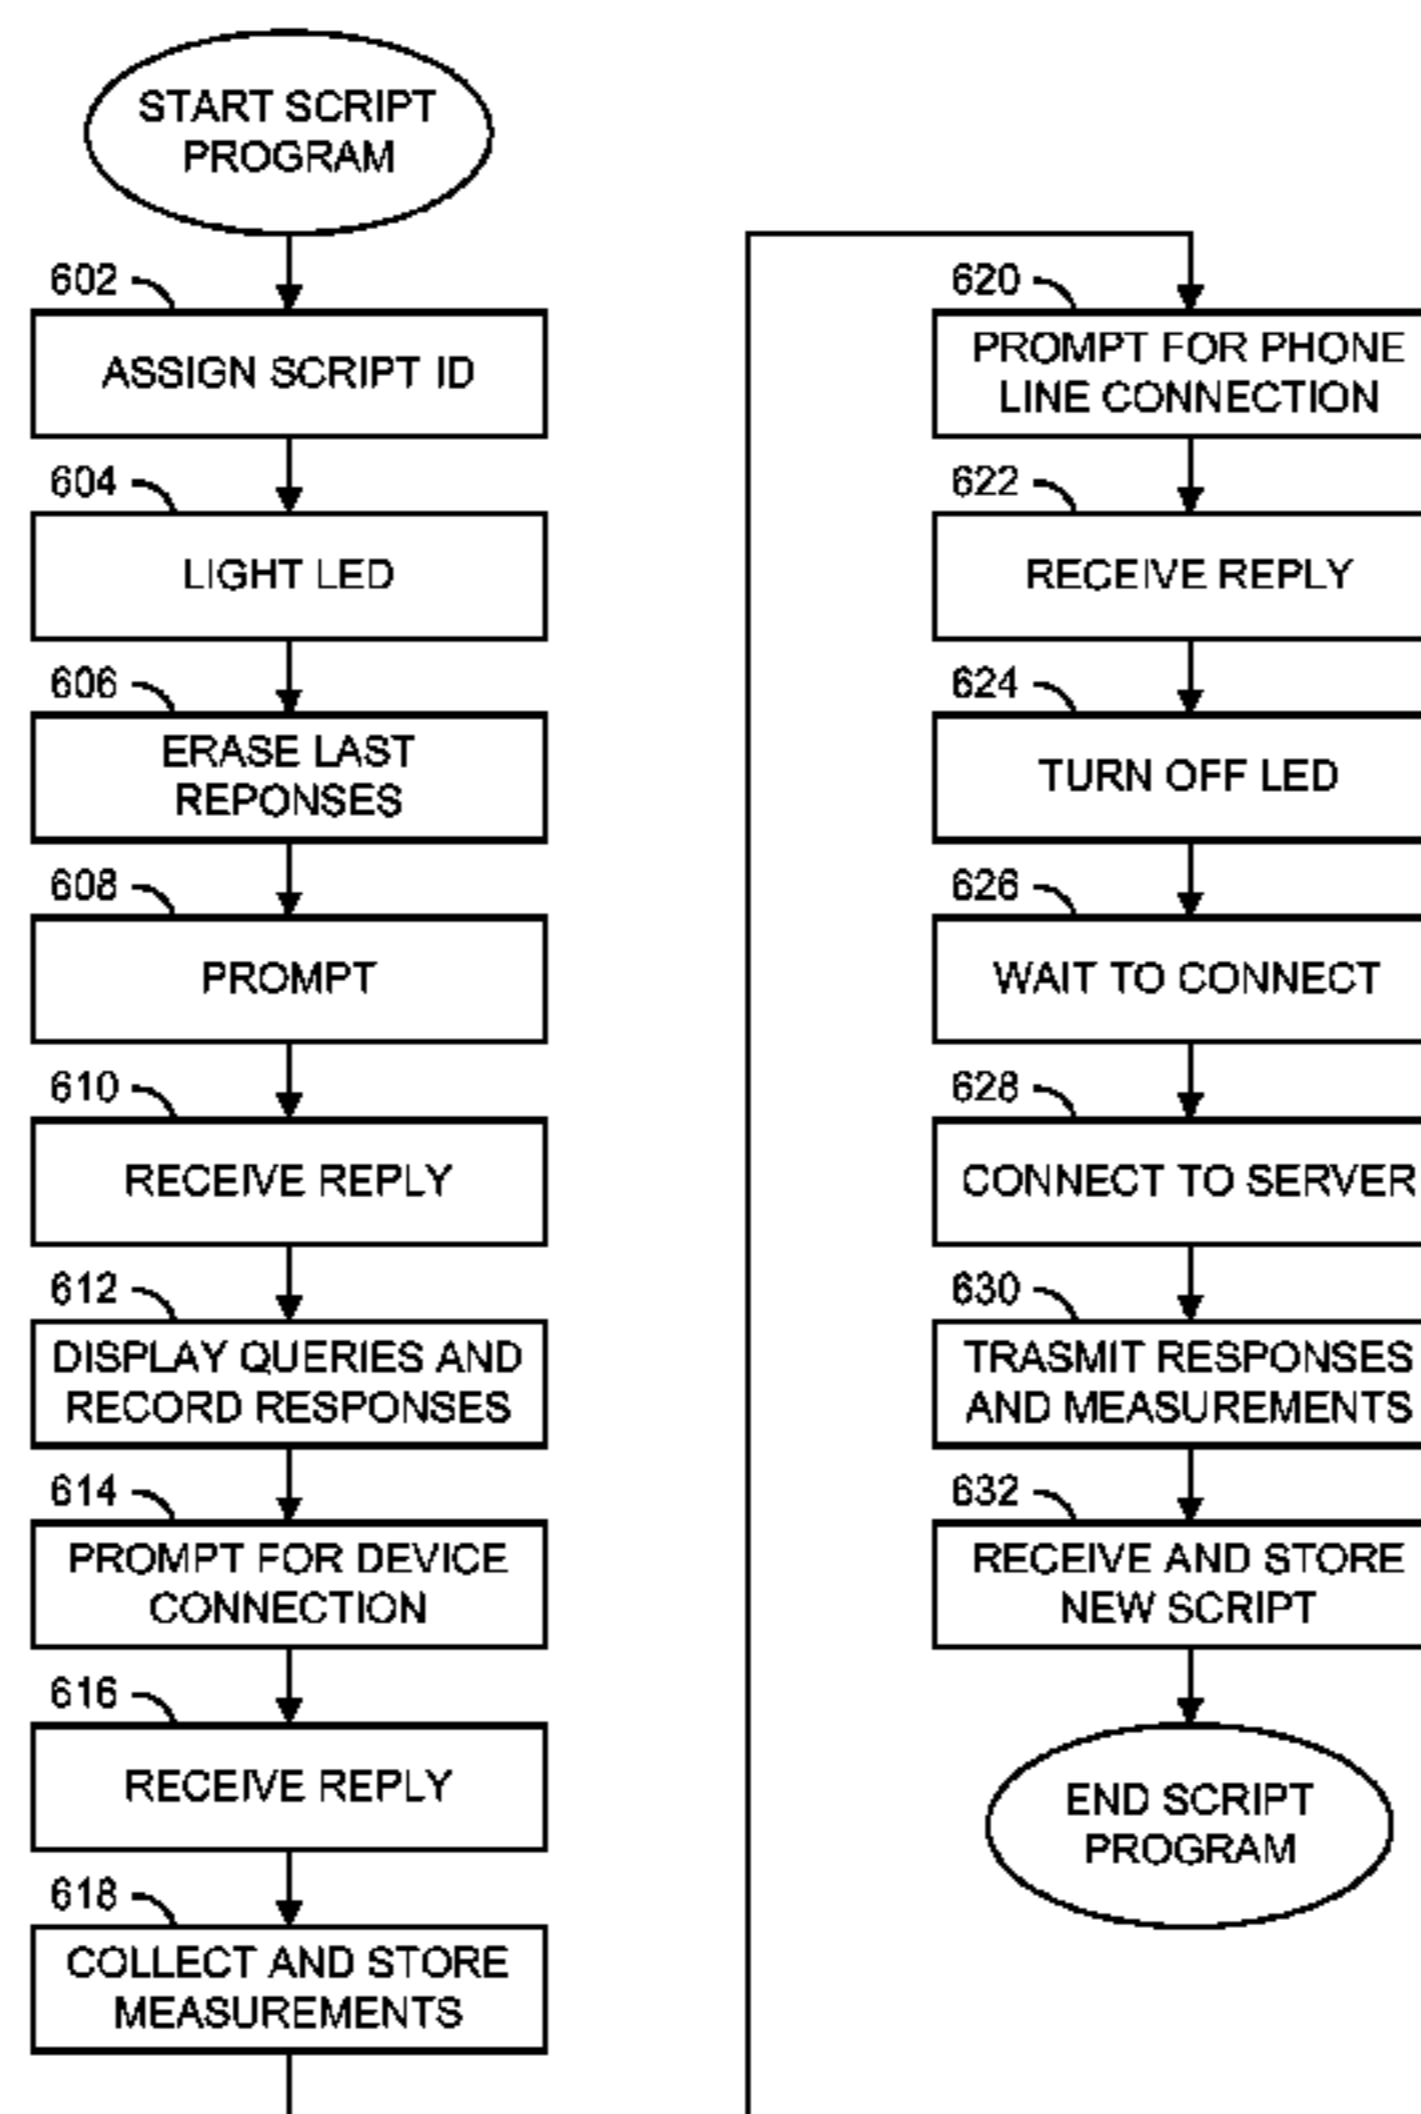 START SCRIPT
PROGRAM
602
ASSIGN SCRIPT ID
604
LIGHT LED
606
ERASE LAST
REPONSES
608
PROMPT
610
RECEIVE REPLY
612
DISPLAY QUERIES AND
RECORD RESPONSES
614
PROMPT FOR DEVICE
CONNECTION
616
RECEIVE REPLY
618
COLLECT AND STORE
MEASUREMENTS
620
PROMPT FOR PHONE
LINE CONNECTION
622
RECEIVE REPLY
624
TURN OFF LED
626
WAIT TO CONNECT
628
CONNECT TO SERVER
630
TRASMIT RESPONSES
AND MEASUREMENTS
632
RECEIVE AND STORE
NEW SCRIPT
END SCRIPT
PROGRAM